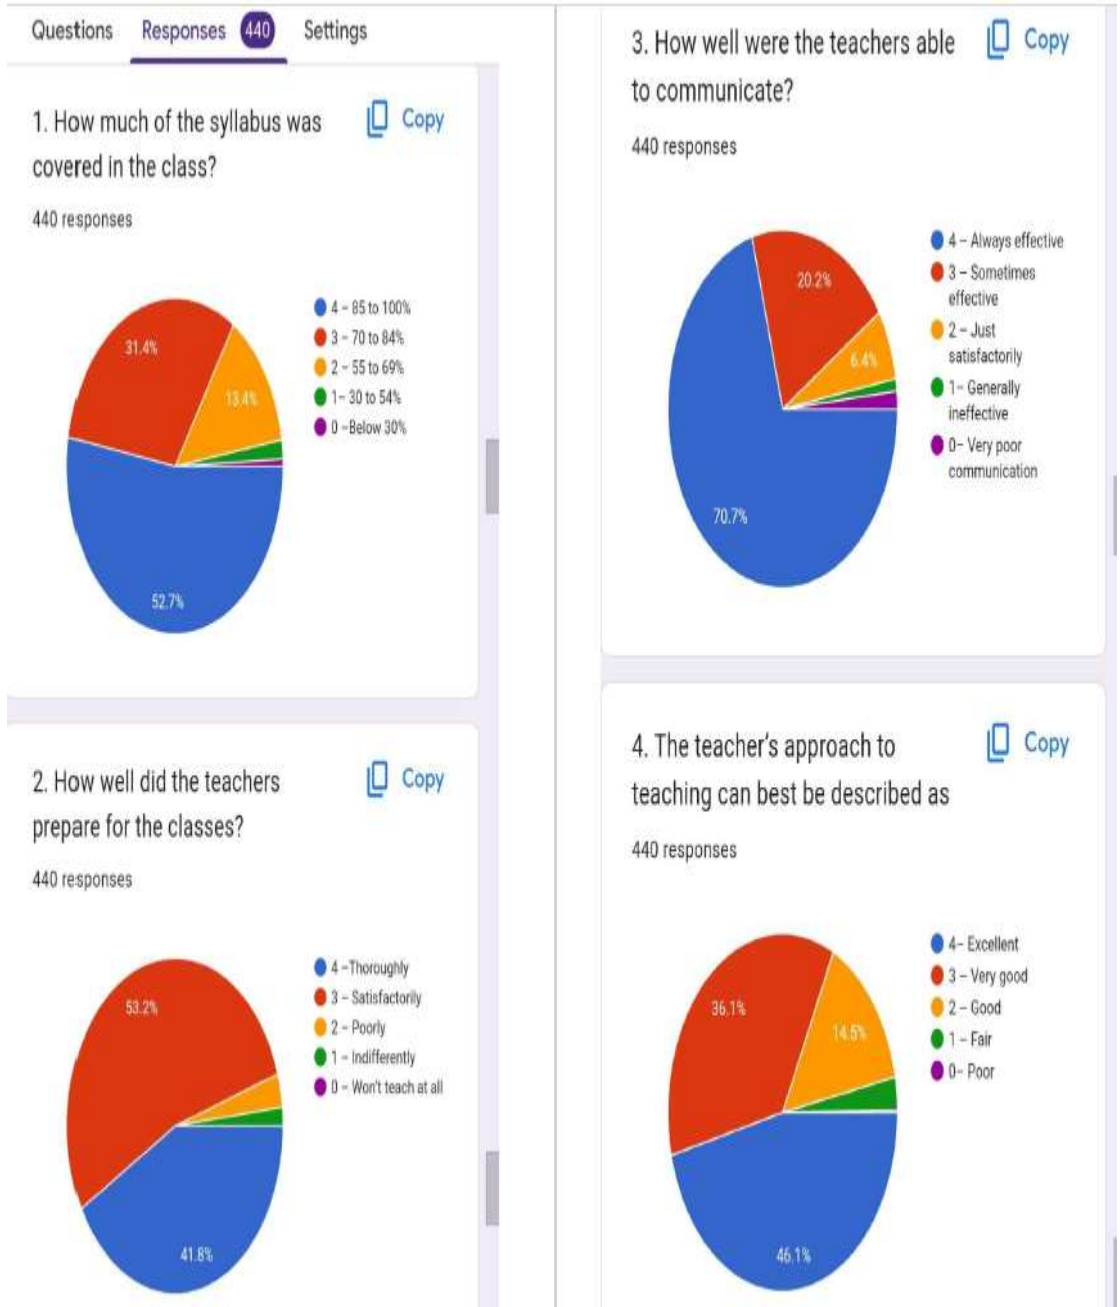 Questions Responses 440 Settings
1. How much of the syllabus was
covered in the class?
Copy
440 responses
31.4%
13.4%
52.7%
4 – 85 to 100%
3 – 70 to 84%
2 – 55 to 69%
1– 30 to 54%
0 –Below 30%
2. How well did the teachers
prepare for the classes?
Copy
440 responses
53.2%
41.8%
4 –Thoroughly
3 – Satisfactorily
2 – Poorly
1 – Indifferently
0 – Won't teach at all
3. How well were the teachers able
to communicate?
Copy
440 responses
20.2%
6.4%
70.7%
4 – Always effective
3 – Sometimes
effective
2 – Just
satisfactorily
1– Generally
ineffective
0– Very poor
communication
4. The teacher's approach to
teaching can best be described as
Copy
440 responses
36.1%
14.5%
46.1%
4– Excellent
3 – Very good
2 – Good
1 – Fair
0– Poor